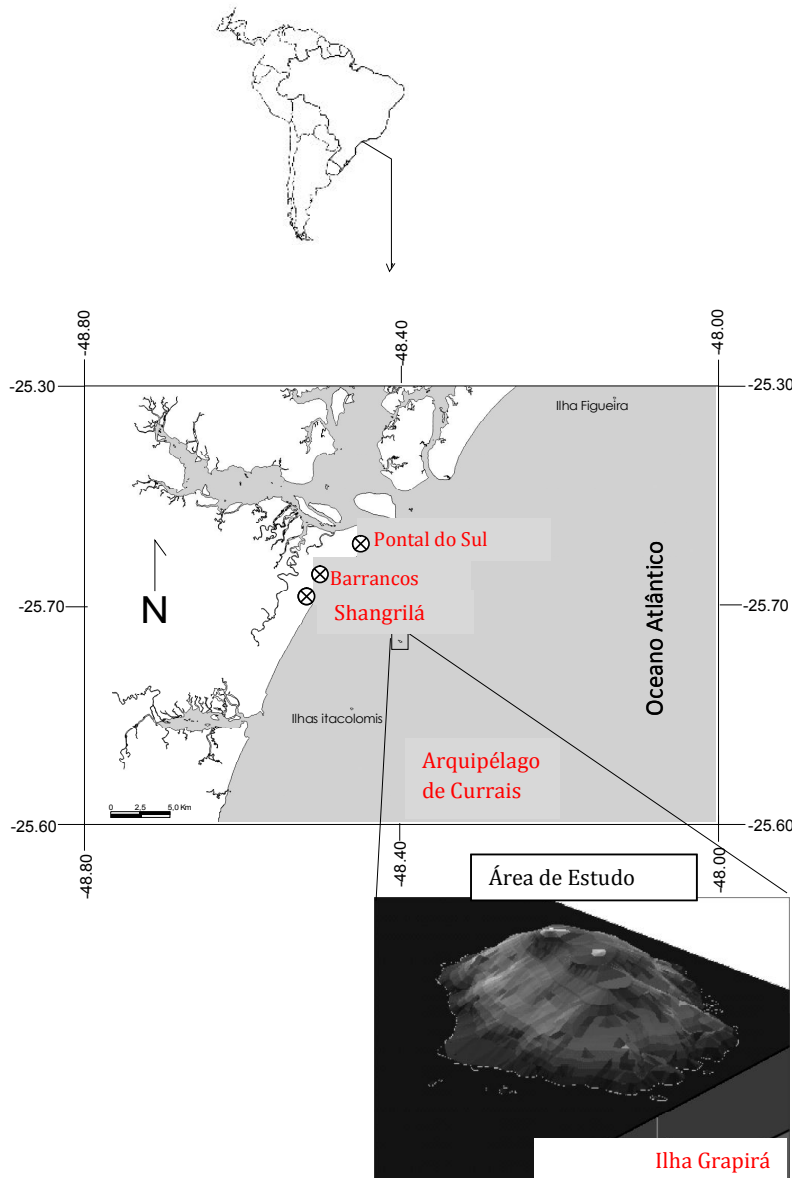 -48.80
-48.40
-48.00
-25.30
-25.30
Ilha Figueira
Pontal do Sul
Barrancos
Shangrilá
N
-25.70
-25.70
Oceano Atlântico
Ilhas itacolomis
Arquipélago
de Currais
0 2,5 5,0 Km
-25.60
-25.60
-48.80
-48.40
-48.00
Área de Estudo
Ilha Grapirá